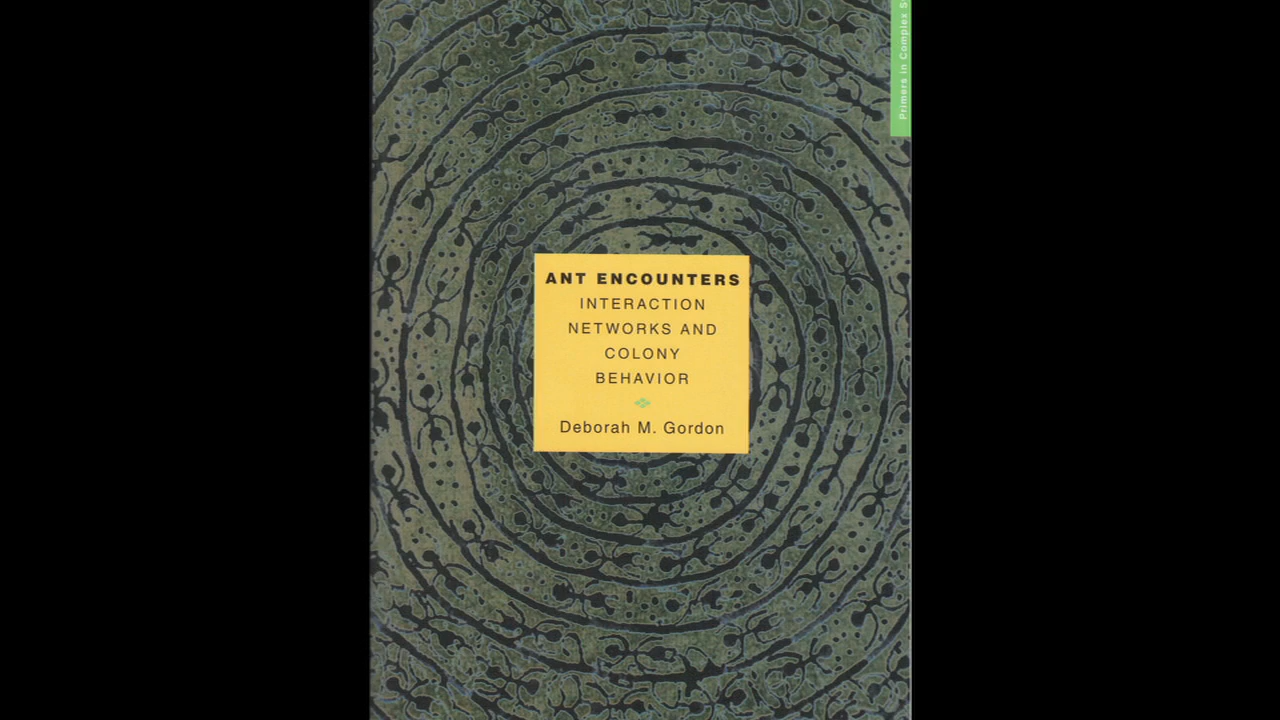 Primers in Complex S
ANT ENCOUNTERS
INTERACTION
NETWORKS AND
COLONY
BEHAVIOR
Deborah M. Gordon